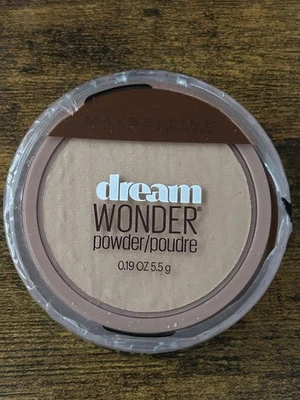 MAYBELLINE
dream
WONDER®
powder/poudre
0.19 OZ 5.5 g